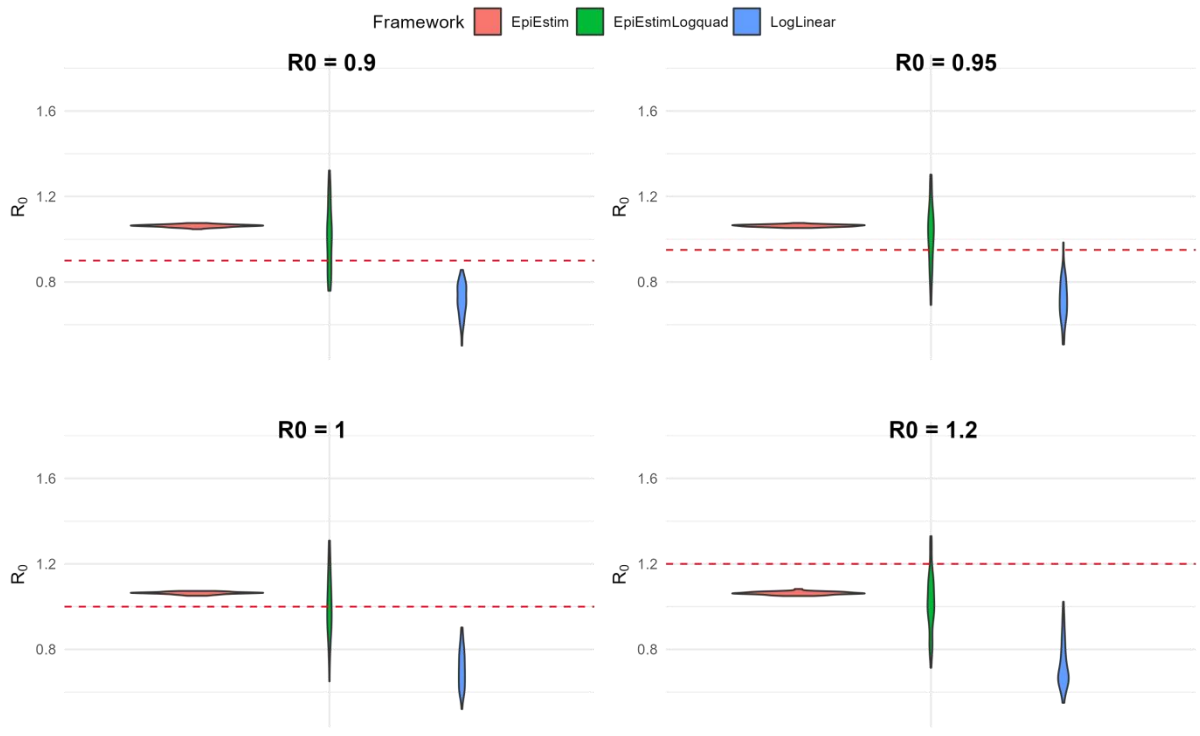 Framework EpiEstim EpiEstimLogquad LogLinear
R0 = 0.9
1.6
1.2
0.8
R₀
R0 = 0.95
1.6
1.2
0.8
R₀
R0 = 1
1.6
1.2
0.8
R₀
R0 = 1.2
1.6
1.2
0.8
R₀